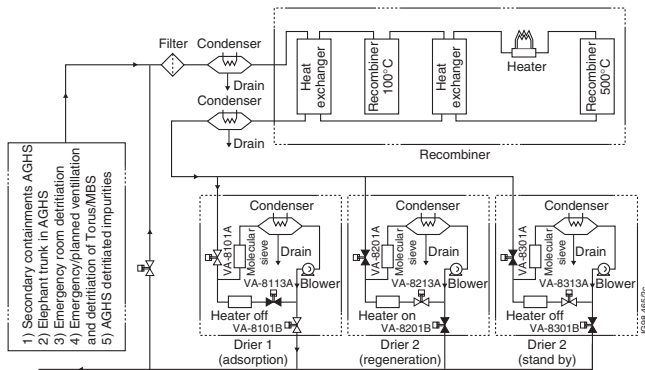 Filter
Condenser
Drain
Condenser
Drain
Heat
exchanger
Recombiner
100°C
Heat
exchanger
Heater
Recombiner
500°C
Recombiner
1) Secondary containments AGHS
2) Elephant trunk in AGHS
3) Emergency room detritiation
4) Emergency/planned ventillation
and detritiation of Torus/MBS
5) AGHS detritiated impurities
Condenser
VA-8101A
Molecular
sieve
Drain
VA-8113A
Blower
Heater off
VA-8101B
Drier 1
(adsorption)
Condenser
VA-8201A
Molecular
sieve
Drain
VA-8213A
Blower
Heater on
VA-8201B
Drier 2
(regeneration)
Condenser
VA-8301A
Molecular
sieve
Drain
VA-8313A
Blower
Heater off
VA-8301B
Drier 2
(stand by)